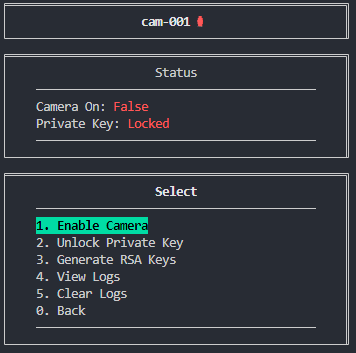 cam-001
Status
Camera On: False
Private Key: Locked
Select
1. Enable Camera
2. Unlock Private Key
3. Generate RSA Keys
4. View Logs
5. Clear Logs
0. Back